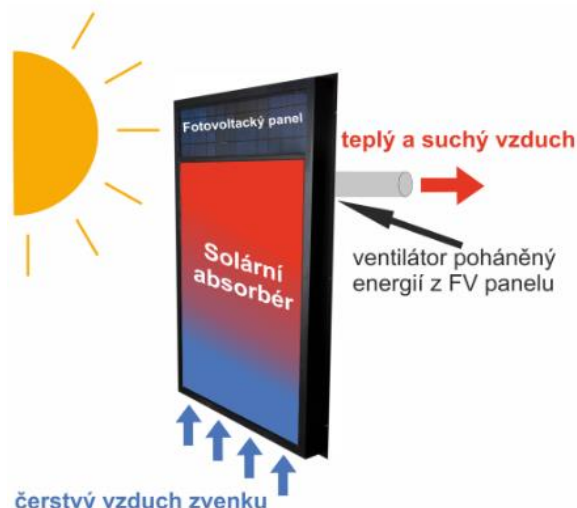 Fotovoltacký panel
teplý a suchý vzduch
Solární
absorbér
ventilátor poháněný
energií z FV panelu
čerstvý vzduch zvenku